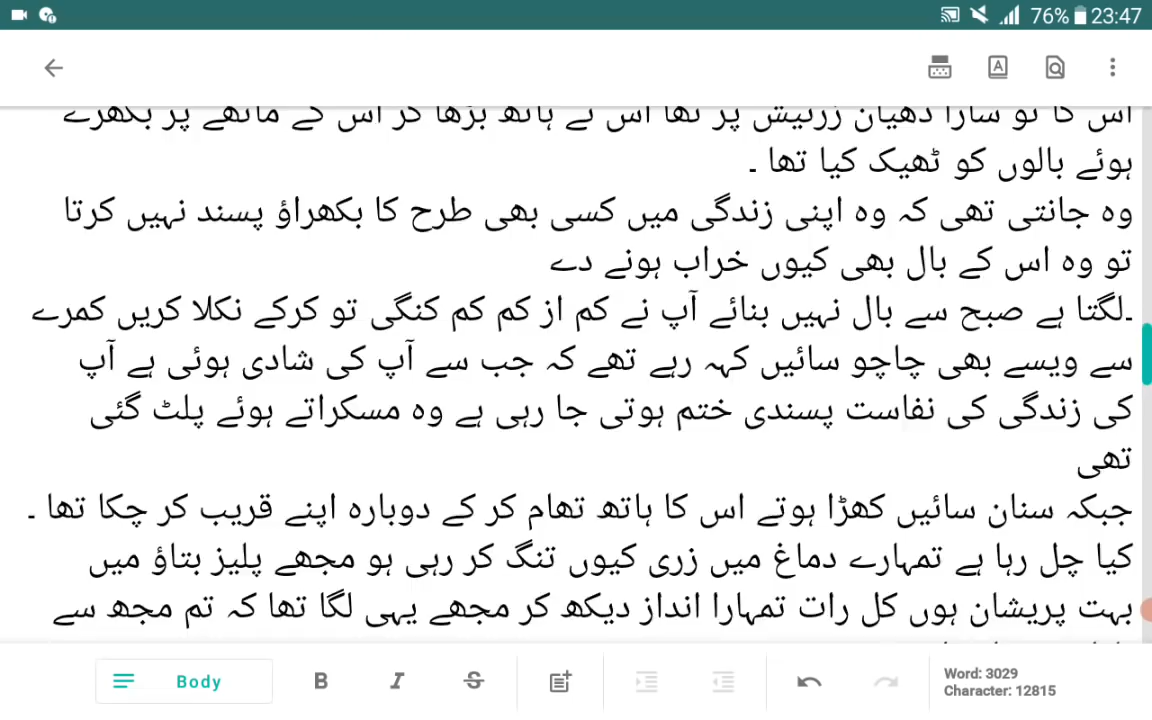 76% 23:47
اس کا تو سارا دھیان زرنیش پر تھا اس نے ہاتھ بڑھا کر اس کے ماتھے پر بکھرے
ہوئے بالوں کو ٹھیک کیا تھا ۔
وہ جانتی تھی کہ وہ اپنی زندگی میں کسی بھی طرح کا بکھراؤ پسند نہیں کرتا
تو وہ اس کے بال بھی کیوں خراب ہونے دے
۔لگتا ہے صبح سے بال نہیں بنائے آپ نے کم از کم کم کنگی تو کرکے نکلا کریں کمرے
سے ویسے بھی چاچو سائیں کہہ رہے تھے کہ جب سے آپ کی شادی ہوئی ہے آپ
کی زندگی کی نفاست پسندی ختم ہوتی جا رہی ہے وہ مسکراتے ہوئے پلٹ گئی
تھی
جبکہ سنان سائیں کھڑا ہوتے اس کا ہاتھ تھام کر کے دوبارہ اپنے قریب کر چکا تھا ۔
کیا چل رہا ہے تمہارے دماغ میں زری کیوں تنگ کر رہی ہو مجھے پلیز بتاؤ میں
بہت پریشان ہوں کل رات تمہارا انداز دیکھ کر مجھے یہی لگا تھا کہ تم مجھ سے
Body B I S
Word: 3029
Character: 12815